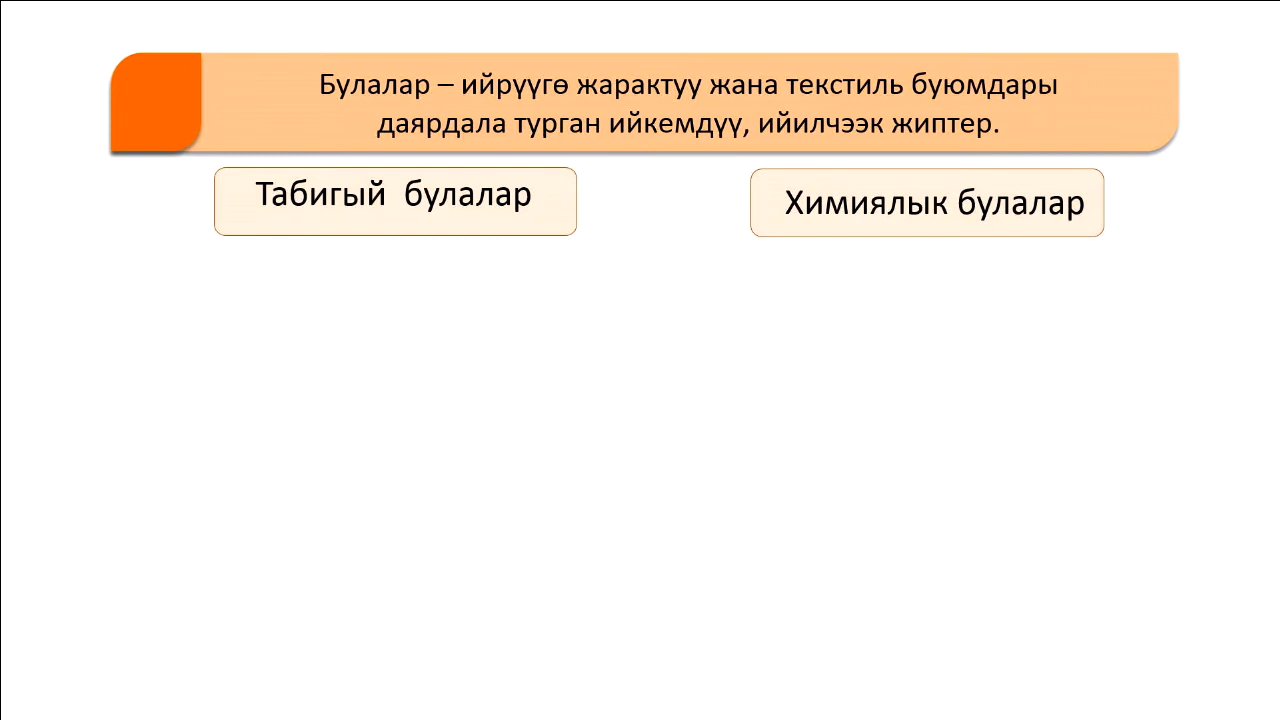 Булалар – ийрүүгө жарактуу жана текстиль буюмдары
даярдала турган ийкемдүү, ийилчээк жиптер.
Табигый булалар
Химиялык булалар